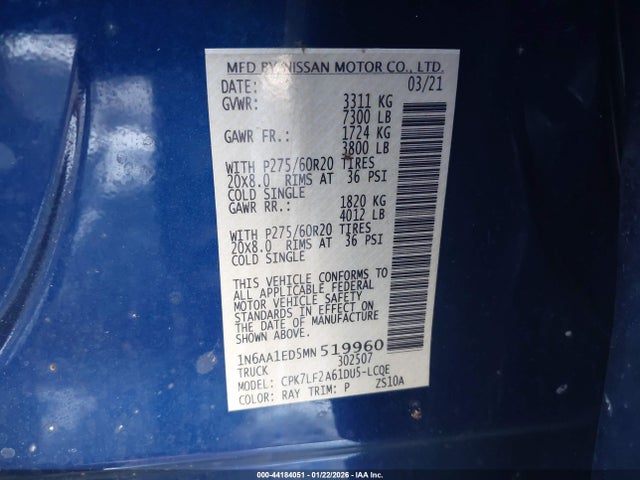 MFD BY NISSAN MOTOR CO., LTD.
DATE: 03/21
GVWR: 3311 KG
7300 LB
GAWR FR.: 1724 KG
3800 LB
WITH P275/60R20 TIRES
20X8.0 RIMS AT 36 PSI
COLD SINGLE
GAWR RR.: 1820 KG
4012 LB
WITH P275/60R20 TIRES
20X8.0 RIMS AT 36 PSI
COLD SINGLE
THIS VEHICLE CONFORMS TO
ALL APPLICABLE FEDERAL
MOTOR VEHICLE SAFETY
STANDARDS IN EFFECT ON
THE DATE OF MANUFACTURE
SHOWN ABOVE.
1N6AA1ED5MN519960
TRUCK 302507
MODEL: CPK7LF2A61DU5-LCQE
COLOR: RAY TRIM: P ZS10A
000-44184051 - 01/22/2026 - IAA Inc.